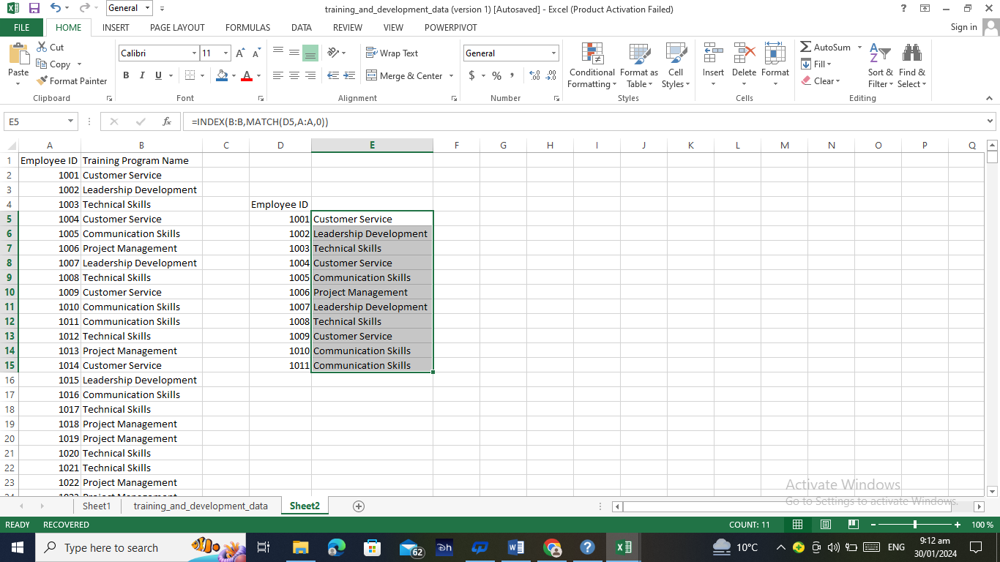 General
training_and_development_data (version 1) [Autosaved] - Excel (Product Activation Failed)
FILE HOME INSERT PAGE LAYOUT FORMULAS DATA REVIEW VIEW POWERPIVOT Sign in
Paste
Cut
Copy
Format Painter
Clipboard
Calibri 11
B I U
Font
Wrap Text
Merge & Center
Alignment
General
$ % ,
Number
Conditional Formatting
Format as Table
Cell Styles
Styles
Insert Delete Format
Cells
AutoSum
Fill
Clear
Sort & Filter
Find & Select
Editing
E5 fx =INDEX(B:B,MATCH(D5,A:A,0))
A B C D E F G H I J K L M N O P Q
1 Employee ID Training Program Name
2 1001 Customer Service
3 1002 Leadership Development
4 1003 Technical Skills Employee ID
5 1004 Customer Service 1001 Customer Service
6 1005 Communication Skills 1002 Leadership Development
7 1006 Project Management 1003 Technical Skills
8 1007 Leadership Development 1004 Customer Service
9 1008 Technical Skills 1005 Communication Skills
10 1009 Customer Service 1006 Project Management
11 1010 Communication Skills 1007 Leadership Development
12 1011 Communication Skills 1008 Technical Skills
13 1012 Technical Skills 1009 Customer Service
14 1013 Project Management 1010 Communication Skills
15 1014 Customer Service 1011 Communication Skills
16 1015 Leadership Development
17 1016 Communication Skills
18 1017 Technical Skills
19 1018 Project Management
20 1019 Project Management
21 1020 Technical Skills
22 1021 Technical Skills
23 1022 Project Management
Activate Windows
Go to Settings to activate Windows.
Sheet1 training_and_development_data Sheet2
READY RECOVERED COUNT: 11 100 %
Type here to search 62 10°C ENG 9:12 am
30/01/2024